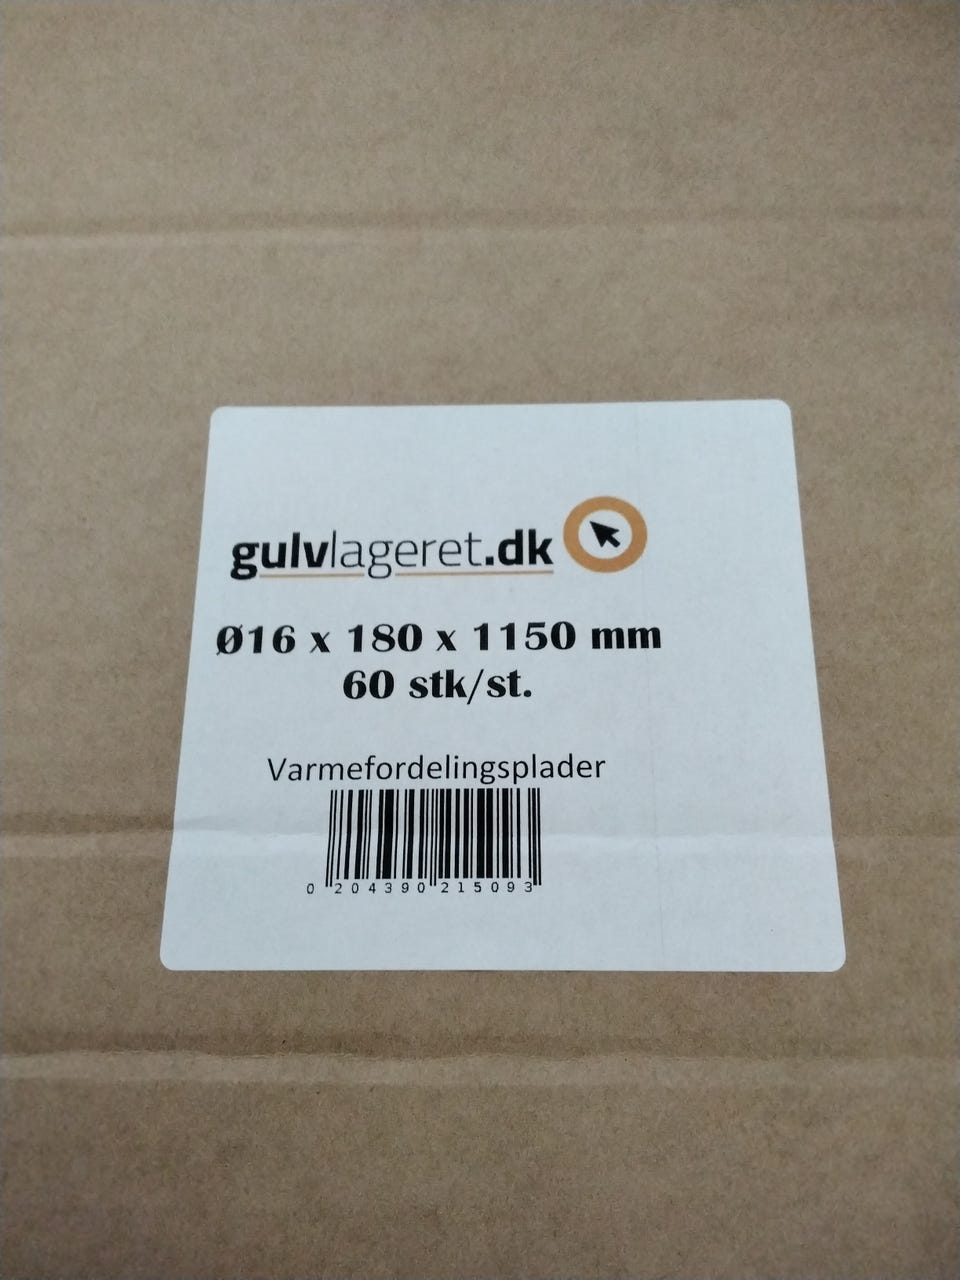 gulvlageret.dk
Ø16 x 180 x 1150 mm
60 stk/st.
Varmefordelingsplader
0 204390 215093